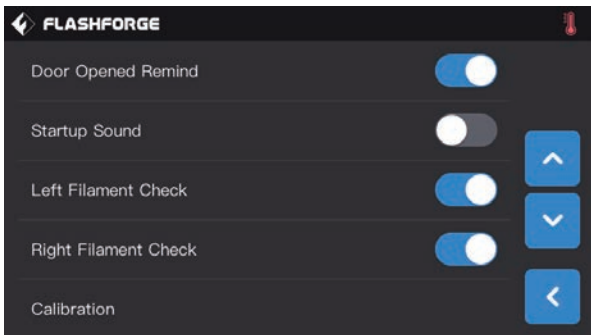 FLASHFORGE
Door Opened Remind
Startup Sound
Left Filament Check
Right Filament Check
Calibration